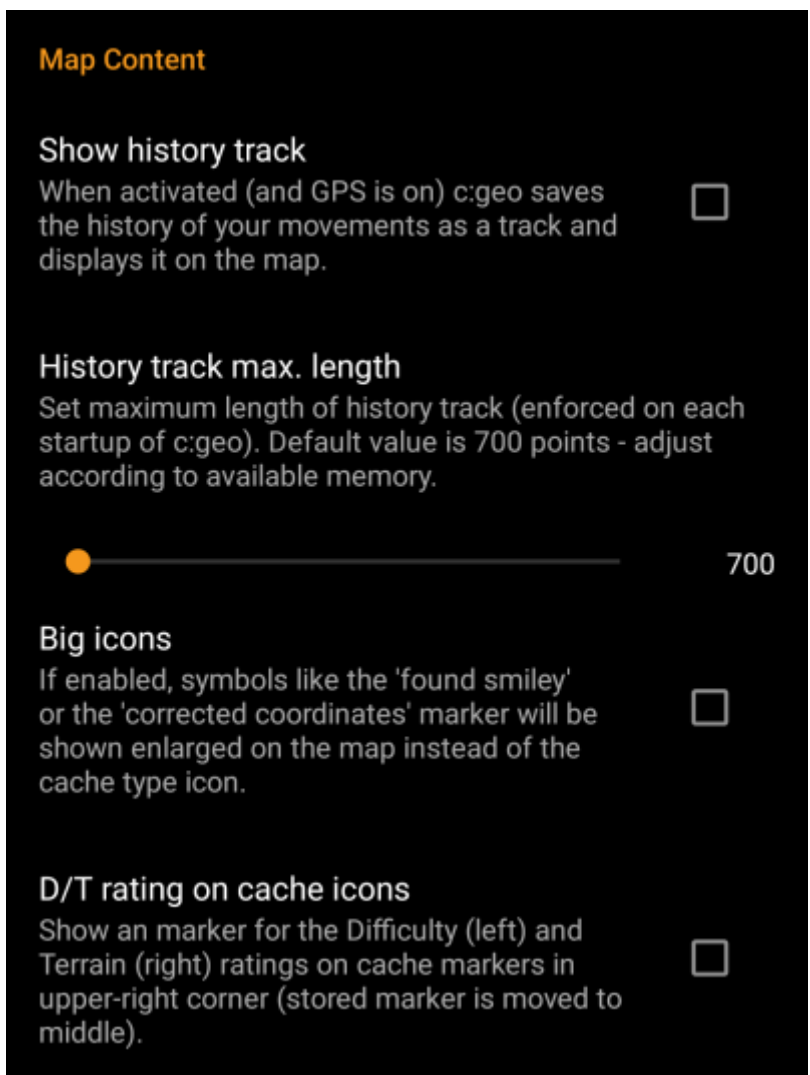 Map Content
Show history track
When activated (and GPS is on) c:geo saves
the history of your movements as a track and
displays it on the map.
History track max. length
Set maximum length of history track (enforced on each
startup of c:geo). Default value is 700 points - adjust
according to available memory.
700
Big icons
If enabled, symbols like the 'found smiley'
or the 'corrected coordinates' marker will be
shown enlarged on the map instead of the
cache type icon.
D/T rating on cache icons
Show an marker for the Difficulty (left) and
Terrain (right) ratings on cache markers in
upper-right corner (stored marker is moved to
middle).